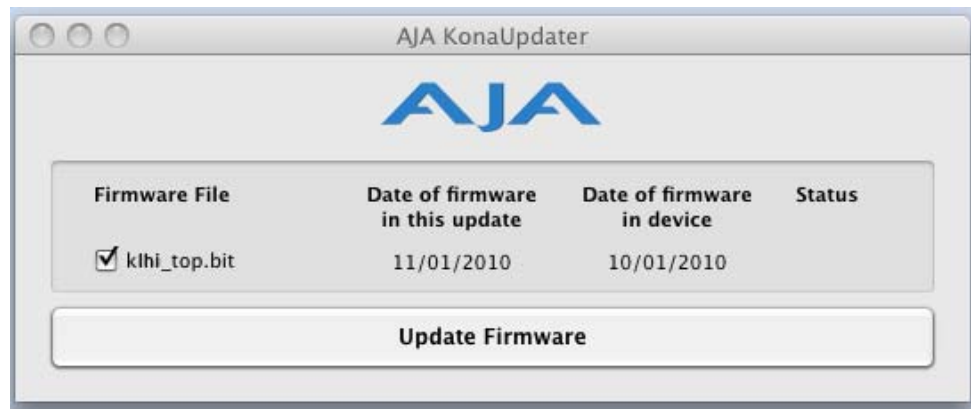 AJA KonaUpdater
AJA
Firmware File
Date of firmware
in this update
Date of firmware
in device
Status
klhi_top.bit
11/01/2010
10/01/2010
Update Firmware